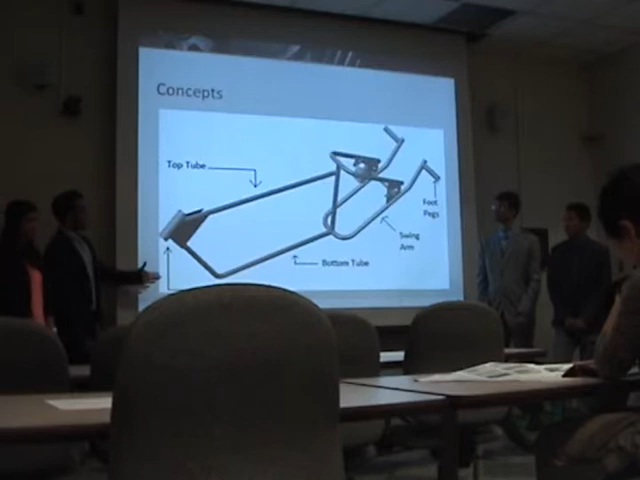 Concepts
Top Tube
Foot
Pegs
Swing
Arm
Bottom Tube